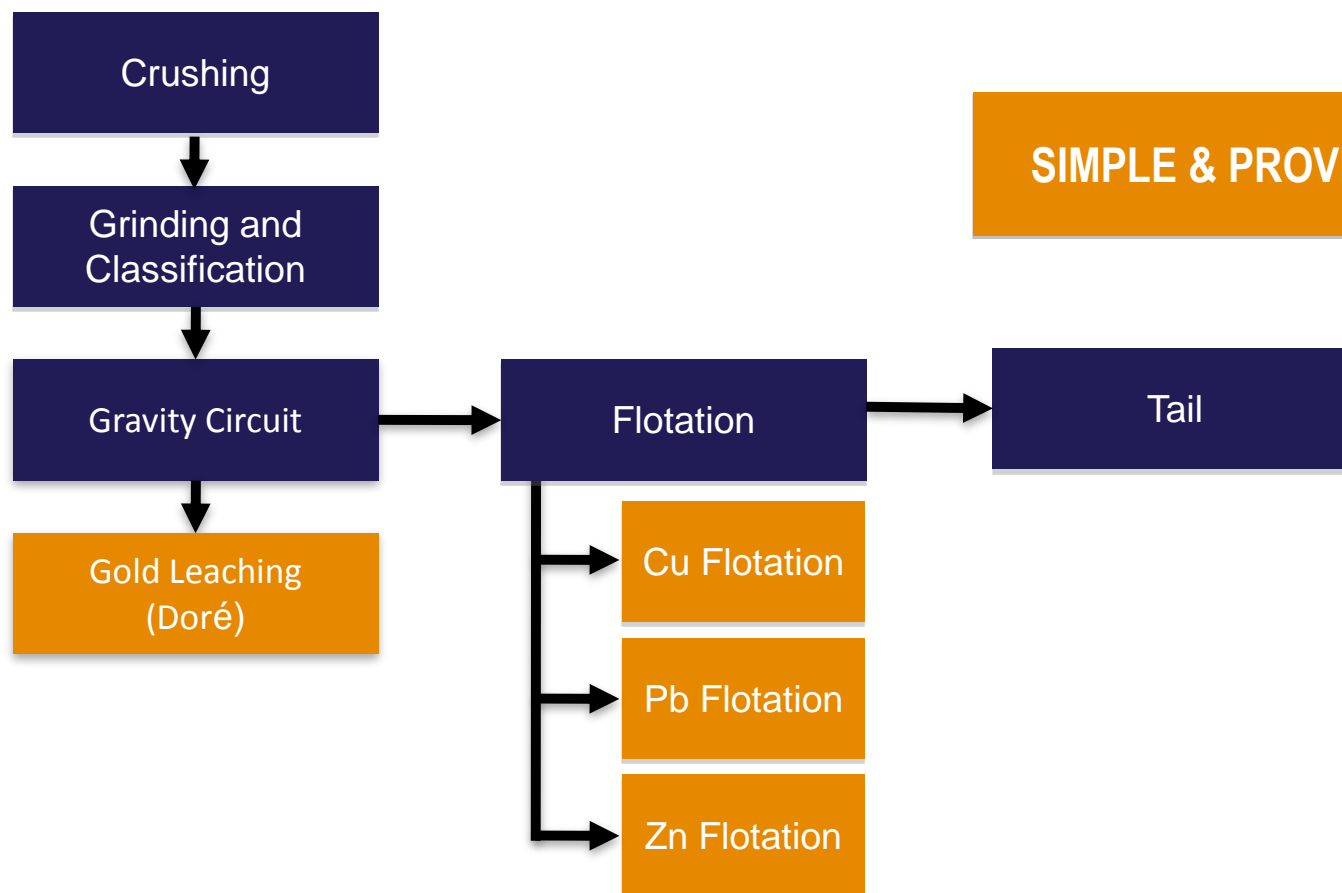 Crushing
SIMPLE & PROV
Grinding and
Classification
Gravity Circuit
Flotation
Tail
Gold Leaching
(Doré)
Cu Flotation
Pb Flotation
Zn Flotation